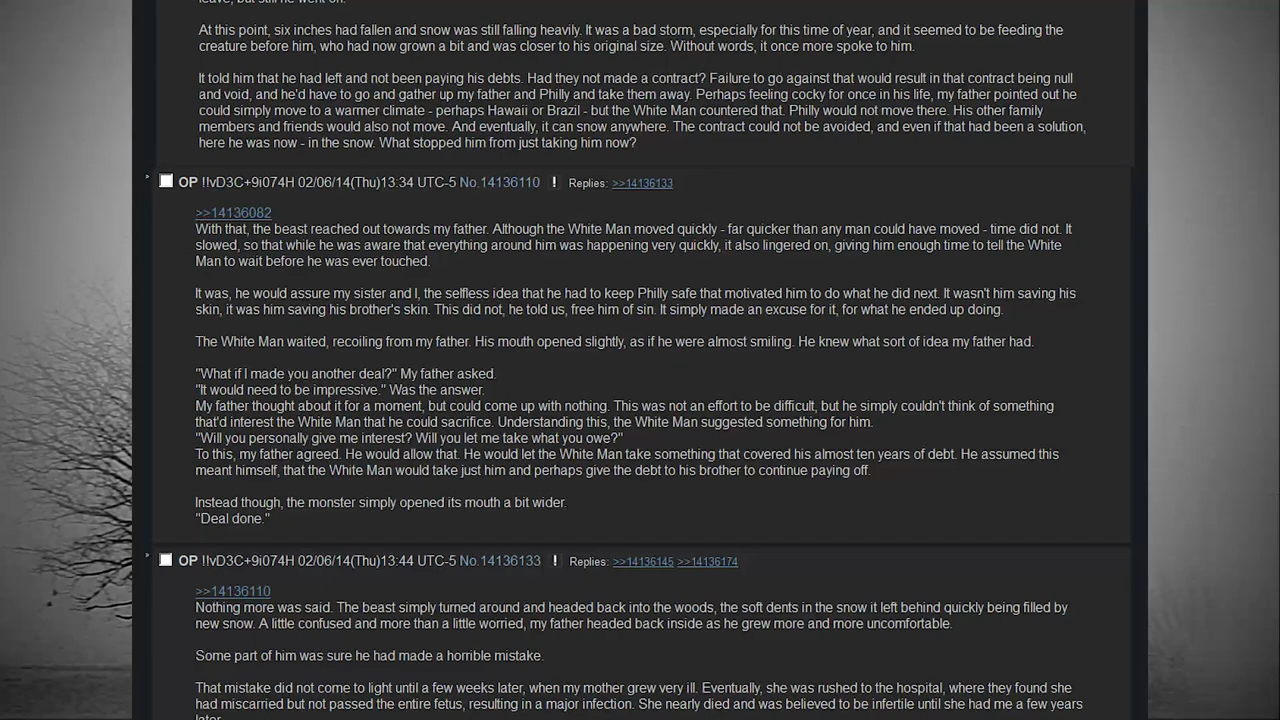 leave, but still he went on.
At this point, six inches had fallen and snow was still falling heavily. It was a bad storm, especially for this time of year, and it seemed to be feeding the
creature before him, who had now grown a bit and was closer to his original size. Without words, it once more spoke to him.
It told him that he had left and not been paying his debts. Had they not made a contract? Failure to go against that would result in that contract being null
and void, and he'd have to go and gather up my father and Philly and take them away. Perhaps feeling cocky for once in his life, my father pointed out he
could simply move to a warmer climate - perhaps Hawaii or Brazil - but the White Man countered that. Philly would not move there. His other family
members and friends would also not move. And eventually, it can snow anywhere. The contract could not be avoided, and even if that had been a solution,
here he was now - in the snow. What stopped him from just taking him now?
OP !!vD3C+9i074H 02/06/14(Thu)13:34 UTC-5 No.14136110 ! Replies: >>14136133
>>14136082
With that, the beast reached out towards my father. Although the White Man moved quickly - far quicker than any man could have moved - time did not. It
slowed, so that while he was aware that everything around him was happening very quickly, it also lingered on, giving him enough time to tell the White
Man to wait before he was ever touched.
It was, he would assure my sister and I, the selfless idea that he had to keep Philly safe that motivated him to do what he did next. It wasn't him saving his
skin, it was him saving his brother's skin. This did not, he told us, free him of sin. It simply made an excuse for it, for what he ended up doing.
The White Man waited, recoiling from my father. His mouth opened slightly, as if he were almost smiling. He knew what sort of idea my father had.
"What if I made you another deal?" My father asked.
"It would need to be impressive." Was the answer.
My father thought about it for a moment, but could come up with nothing. This was not an effort to be difficult, but he simply couldn't think of something
that'd interest the White Man that he could sacrifice. Understanding this, the White Man suggested something for him.
"Will you personally give me interest? Will you let me take what you owe?"
To this, my father agreed. He would allow that. He would let the White Man take something that covered his almost ten years of debt. He assumed this
meant himself, that the White Man would take just him and perhaps give the debt to his brother to continue paying off.
Instead though, the monster simply opened its mouth a bit wider.
"Deal done."
OP !!vD3C+9i074H 02/06/14(Thu)13:44 UTC-5 No.14136133 ! Replies: >>14136145 >>14136174
>>14136110
Nothing more was said. The beast simply turned around and headed back into the woods, the soft dents in the snow it left behind quickly being filled by
new snow. A little confused and more than a little worried, my father headed back inside as he grew more and more uncomfortable.
Some part of him was sure he had made a horrible mistake.
That mistake did not come to light until a few weeks later, when my mother grew very ill. Eventually, she was rushed to the hospital, where they found she
had miscarried but not passed the entire fetus, resulting in a major infection. She nearly died and was believed to be infertile until she had me a few years
later.